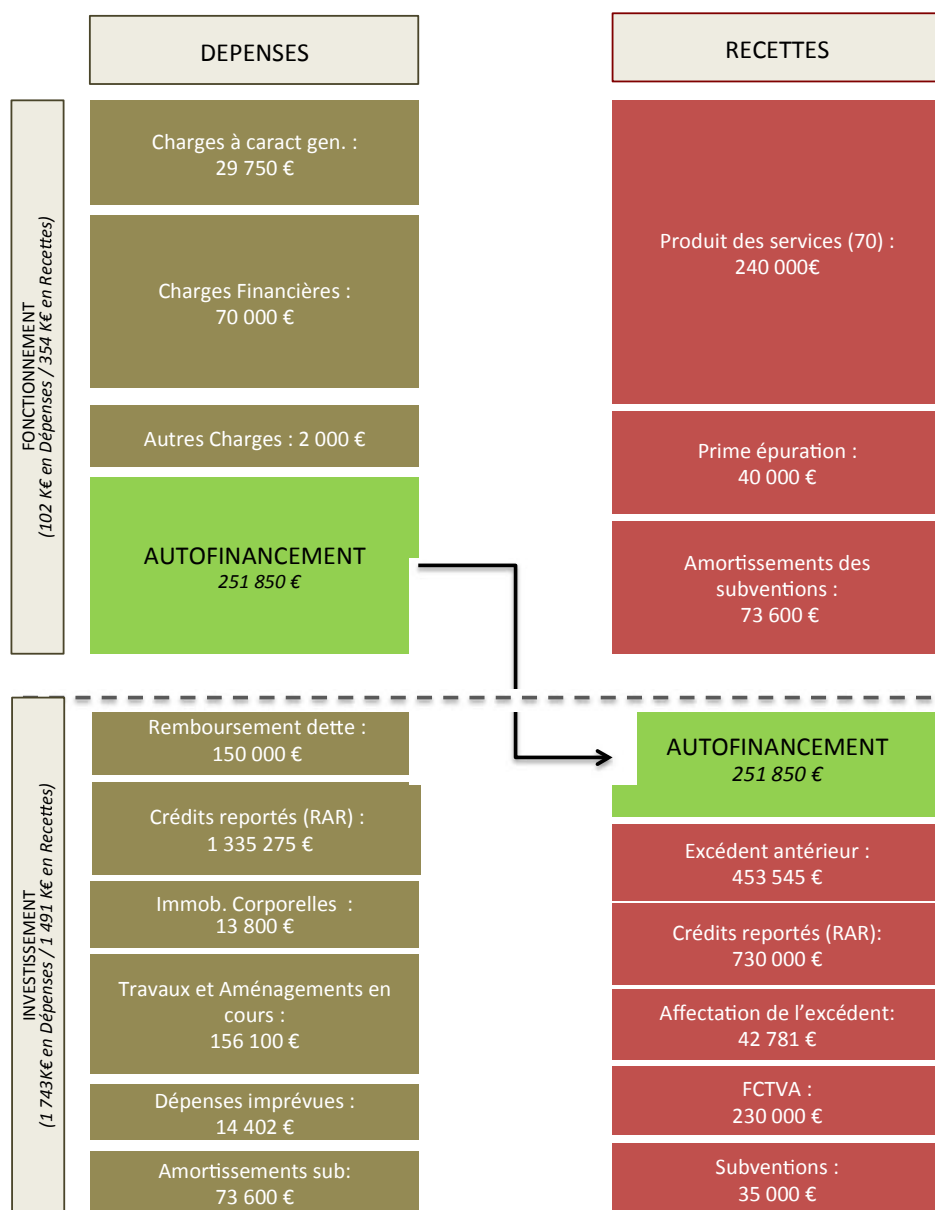 DEPENSES
RECETTES
FONCTIONNEMENT
(102 K€ en Dépenses / 354 K€ en Recettes)
Charges à caract gen. :
29 750 €
Charges Financières :
70 000 €
Autres Charges : 2 000 €
AUTOFINANCEMENT
251 850 €
Produit des services (70) :
240 000€
Prime épuration :
40 000 €
Amortissements des
subventions :
73 600 €
INVESTISSEMENT
(1 743K€ en Dépenses / 1 491 K€ en Recettes)
Remboursement dette :
150 000 €
Crédits reportés (RAR) :
1 335 275 €
Immob. Corporelles :
13 800 €
Travaux et Aménagements en
cours :
156 100 €
Dépenses imprévues :
14 402 €
Amortissements sub:
73 600 €
AUTOFINANCEMENT
251 850 €
Excédent antérieur :
453 545 €
Crédits reportés (RAR):
730 000 €
Affectation de l’excédent:
42 781 €
FCTVA :
230 000 €
Subventions :
35 000 €